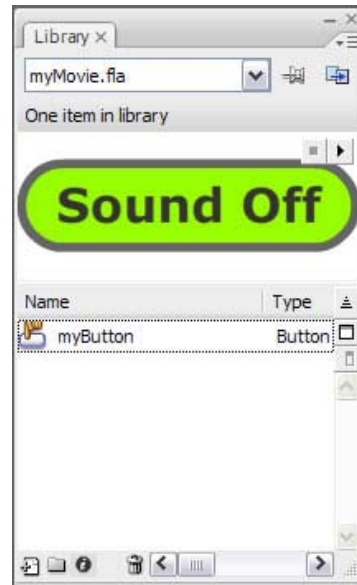 Library
myMovie.fla
One item in library
Sound Off
Name Type
myButton Button